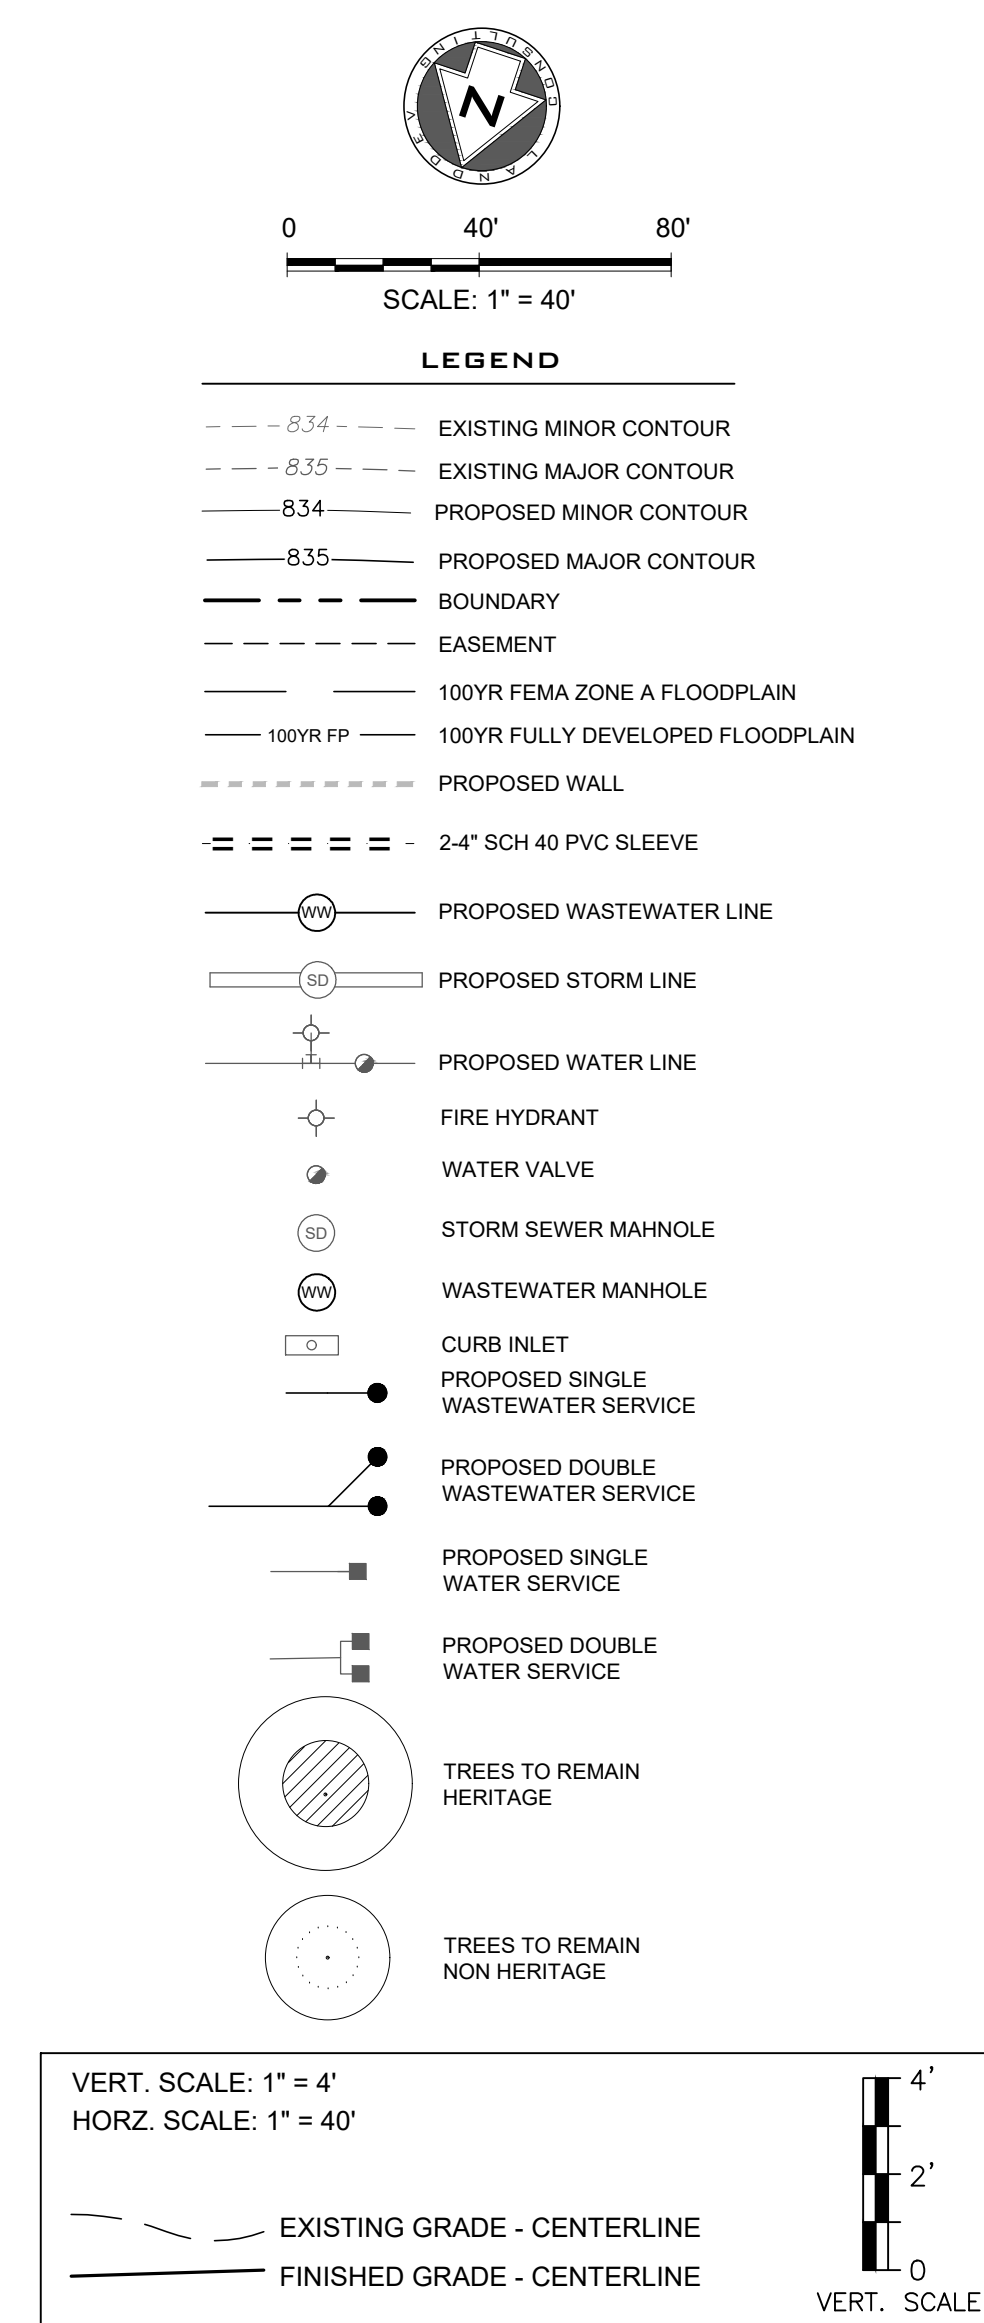 LANDDEV CONSULTING
N
0 40' 80'
SCALE: 1" = 40'
LEGEND
834 EXISTING MINOR CONTOUR
835 EXISTING MAJOR CONTOUR
834 PROPOSED MINOR CONTOUR
835 PROPOSED MAJOR CONTOUR
BOUNDARY
EASEMENT
100YR FEMA ZONE A FLOODPLAIN
100YR FP 100YR FULLY DEVELOPED FLOODPLAIN
PROPOSED WALL
2-4" SCH 40 PVC SLEEVE
WW PROPOSED WASTEWATER LINE
SD PROPOSED STORM LINE
PROPOSED WATER LINE
FIRE HYDRANT
WATER VALVE
SD STORM SEWER MAHNOLE
WW WASTEWATER MANHOLE
CURB INLET
PROPOSED SINGLE
WASTEWATER SERVICE
PROPOSED DOUBLE
WASTEWATER SERVICE
PROPOSED SINGLE
WATER SERVICE
PROPOSED DOUBLE
WATER SERVICE
TREES TO REMAIN
HERITAGE
TREES TO REMAIN
NON HERITAGE
VERT. SCALE: 1" = 4'
HORZ. SCALE: 1" = 40'
EXISTING GRADE - CENTERLINE
FINISHED GRADE - CENTERLINE
4'
2'
0
VERT. SCALE